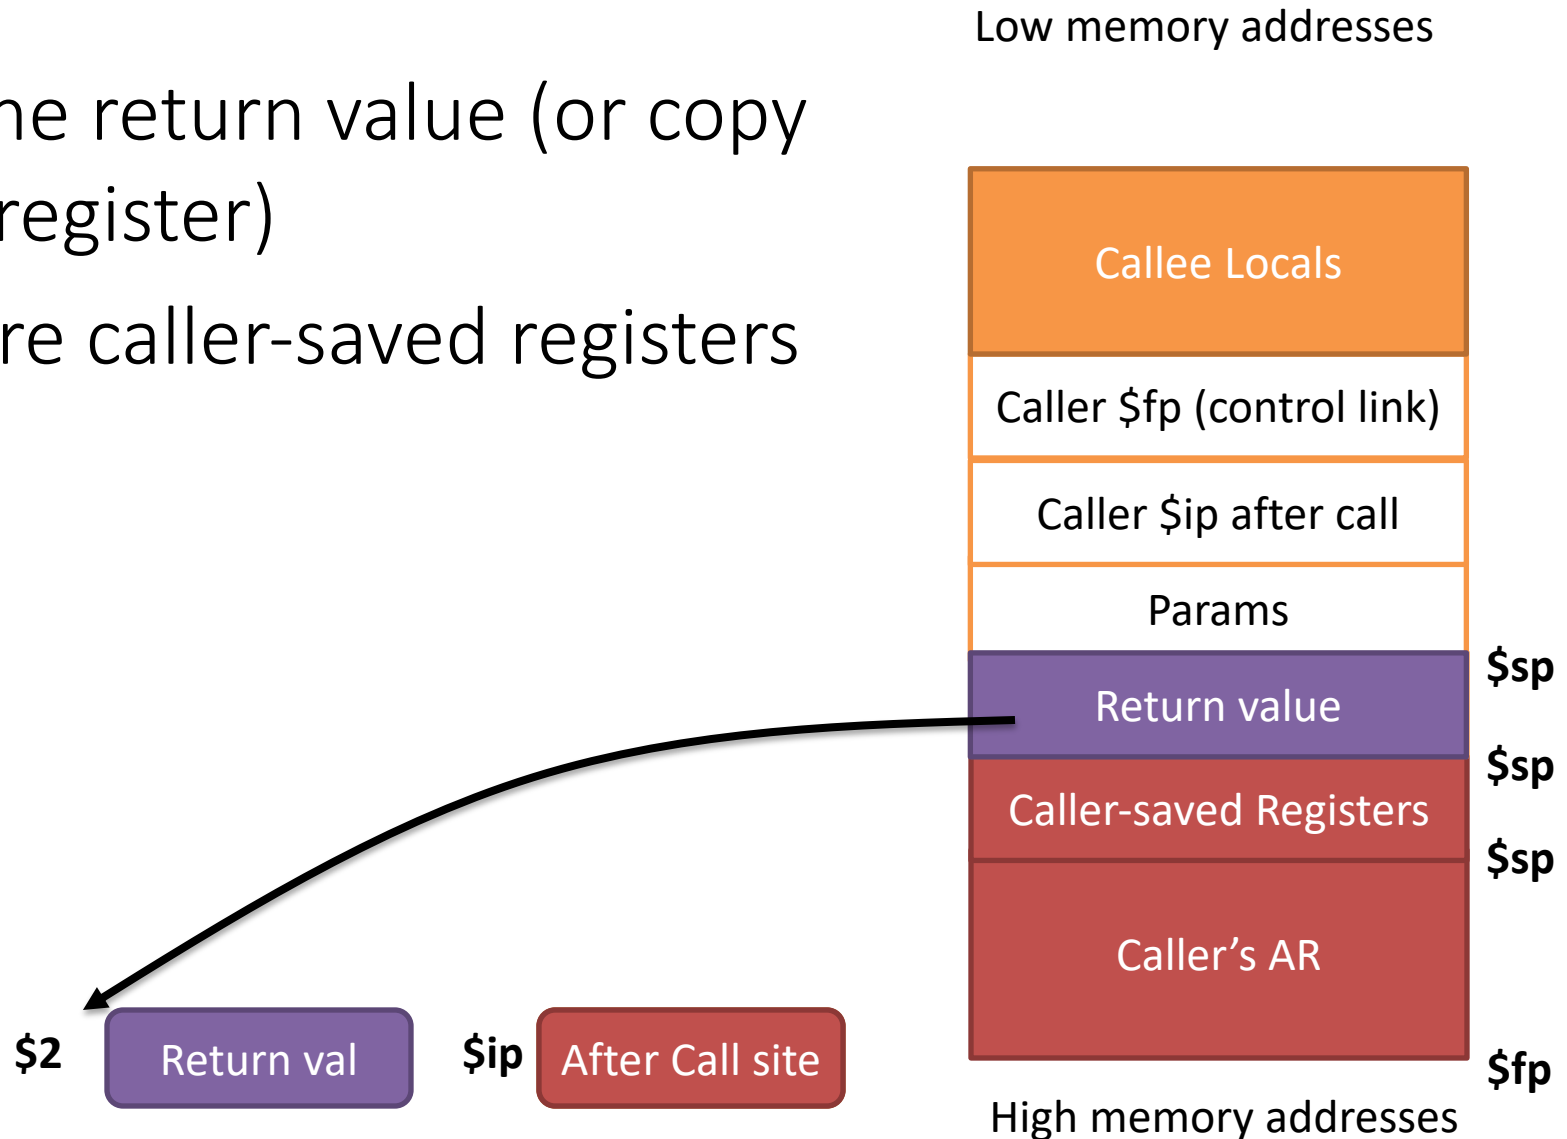 Low memory addresses
ne return value (or copy
register)
re caller-saved registers
Callee Locals
Caller $fp (control link)
Caller $ip after call
Params
$sp
Return value
$sp
Caller-saved Registers
$sp
Caller’s AR
$2
Return val
$ip
After Call site
$fp
High memory addresses